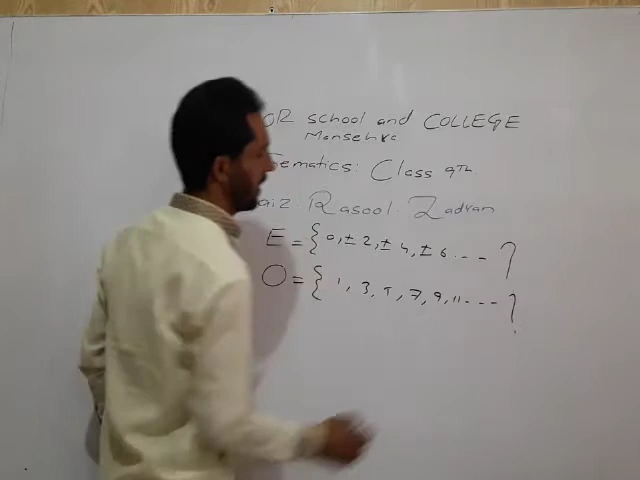 OR school and COLLEGE
Mansehra
ematics: Class 9TH
aiz: Rasool: Zadran
E = {0, ± 2, ± 4, ± 6 --- }
O = {1, 3, 5, 7, 9, 11 --- }